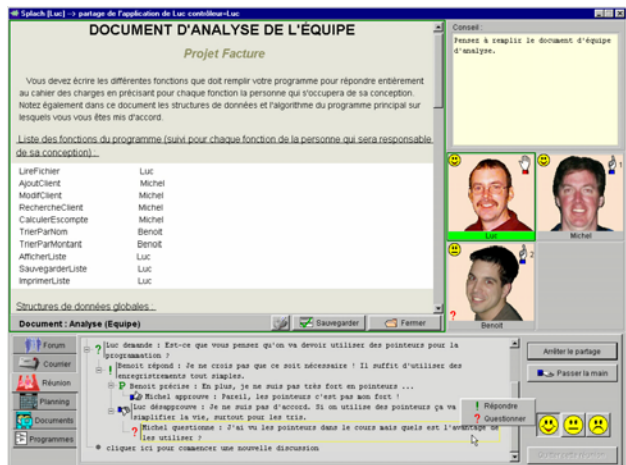 Splach [Luc] --> partage de l'application de Luc contrôleur=Luc
DOCUMENT D'ANALYSE DE L'ÉQUIPE
Projet Facture
Vous devez écrire les différentes fonctions que doit remplir votre programme pour répondre entièrement
au cahier des charges en précisant pour chaque fonction la personne qui s'occupera de sa conception.
Notez également dans ce document les structures de données et l'algorithme du programme principal sur
lesquels vous vous êtes mis d'accord.
Liste des fonctions du programme (suivi pour chaque fonction de la personne qui sera responsable
de sa conception) :
LireFichier Luc
AjoutClient Michel
ModifClient Michel
RechercheClient Michel
CalculerEscompte Michel
TrierParNom Benoit
TrierParMontant Benoit
AfficherListe Luc
SauvegarderListe Luc
ImprimerListe Luc
Structures de données globales :
Document : Analyse (Equipe)
Sauvegarder
Fermer
Conseil :
Pensez à remplir le document d'équipe
d'analyse.
Luc
1
Michel
2
Benoit
Forum
Courrier
Réunion
Planning
Documents
Programmes
Luc demande : Est-ce que vous pensez qu'on va devoir utiliser des pointeurs pour la
programmation ?
Benoit répond : Je ne crois pas que ce soit nécessaire ! Il suffit d'utiliser des
enregistrements tout simples.
P Benoit précise : En plus, je ne suis pas très fort en pointeurs ...
Michel approuve : Pareil, les pointeurs c'est pas mon fort !
Luc désapprouve : Je ne suis pas d'accord. Si on utilise des pointeurs ça va
simplifier la vie, surtout pour les tris.
Michel questionne : J'ai vu les pointeurs dans le cours mais quels est l'avantage de
les utiliser ?
cliquer ici pour commencer une nouvelle discussion
! Répondre
? Questionner
Arrêter le partage
Passer la main